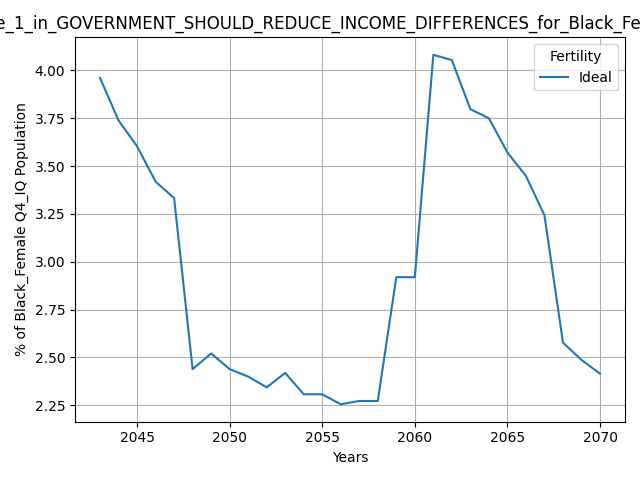 e_1_in_GOVERNMENT_SHOULD_REDUCE_INCOME_DIFFERENCES_for_Black_Fe
Fertility
Ideal
4.00
3.75
3.50
3.25
3.00
2.75
2.50
2.25
% of Black_Female Q4_IQ Population
2045 2050 2055 2060 2065 2070
Years